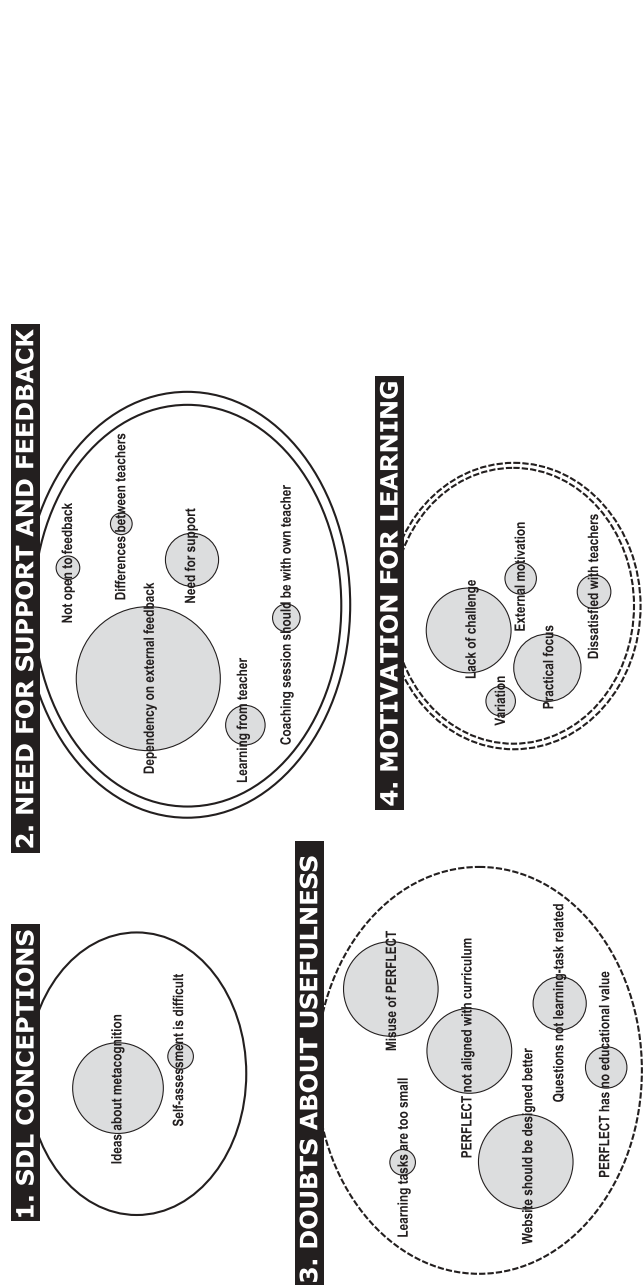 1. SDL CONCEPTIONS
Ideas about metacognition
Self-assessment is difficult
2. NEED FOR SUPPORT AND FEEDBACK
Not open to feedback
Differences between teachers
Dependency on external feedback
Need for support
Learning from teacher
Coaching session should be with own teacher
3. DOUBTS ABOUT USEFULNESS
Misuse of PERFLECT
Learning tasks are too small
PERFLECT not aligned with curriculum
Website should be designed better
Questions not learning-task related
PERFLECT has no educational value
4. MOTIVATION FOR LEARNING
Lack of challenge
Variation
External motivation
Practical focus
Dissatisfied with teachers